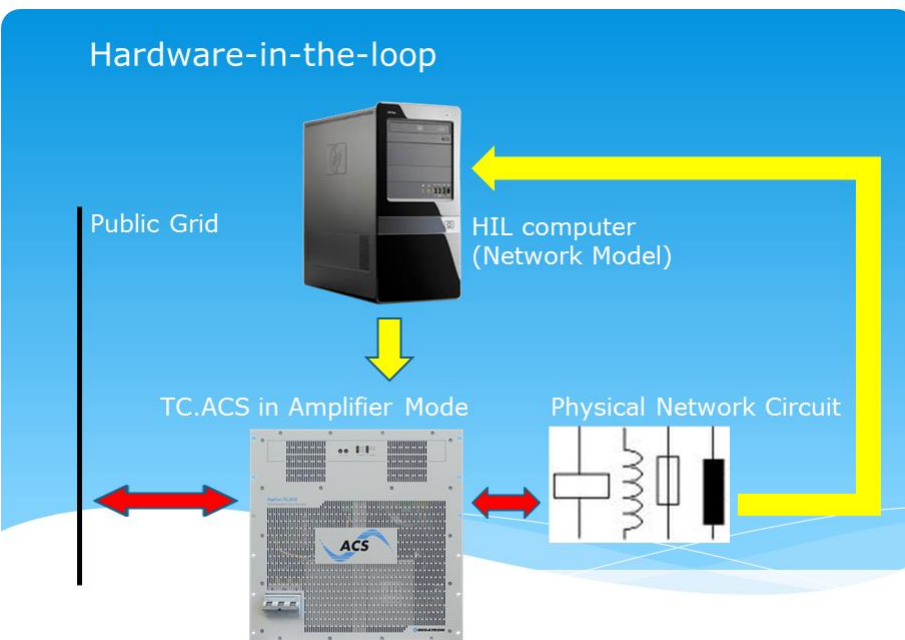 Hardware-in-the-loop
Public Grid
HIL computer
(Network Model)
TC.ACS in Amplifier Mode
Physical Network Circuit
ACS
REGATRON